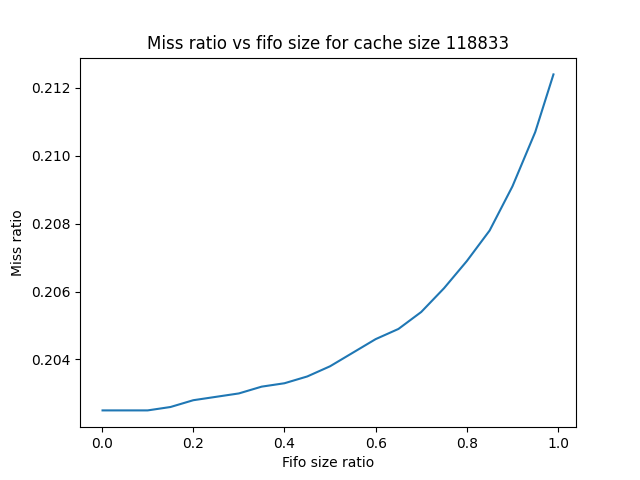 Miss ratio vs fifo size for cache size 118833
0.212
0.210
0.208
0.206
0.204
Miss ratio
0.0 0.2 0.4 0.6 0.8 1.0
Fifo size ratio